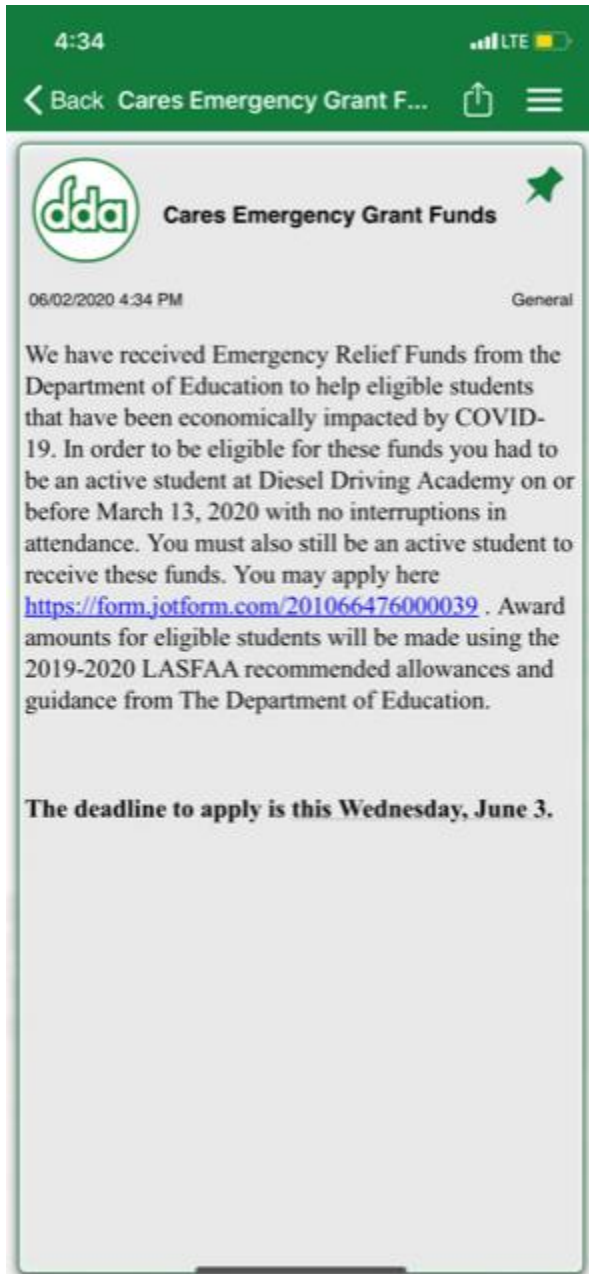 4:34
LTE
Back Cares Emergency Grant F...
dda
Cares Emergency Grant Funds
06/02/2020 4:34 PM
General
We have received Emergency Relief Funds from the
Department of Education to help eligible students
that have been economically impacted by COVID-
19. In order to be eligible for these funds you had to
be an active student at Diesel Driving Academy on or
before March 13, 2020 with no interruptions in
attendance. You must also still be an active student to
receive these funds. You may apply here
https://form.jotform.com/201066476000039 . Award
amounts for eligible students will be made using the
2019-2020 LASFAA recommended allowances and
guidance from The Department of Education.
The deadline to apply is this Wednesday, June 3.